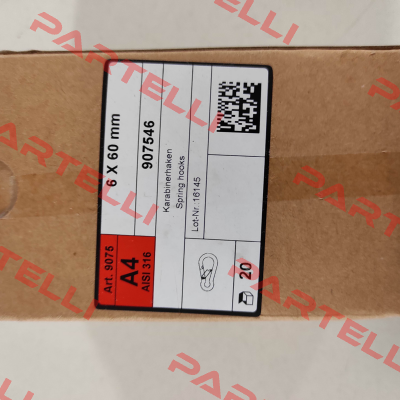 Art. 9075
A4
AISI 316
6 X 60 mm
907546
Karabinerhaken
Spring hooks
Lot-Nr. 16145
20
PARTELLI
PARTELLI
PARTELLI
PARTELLI